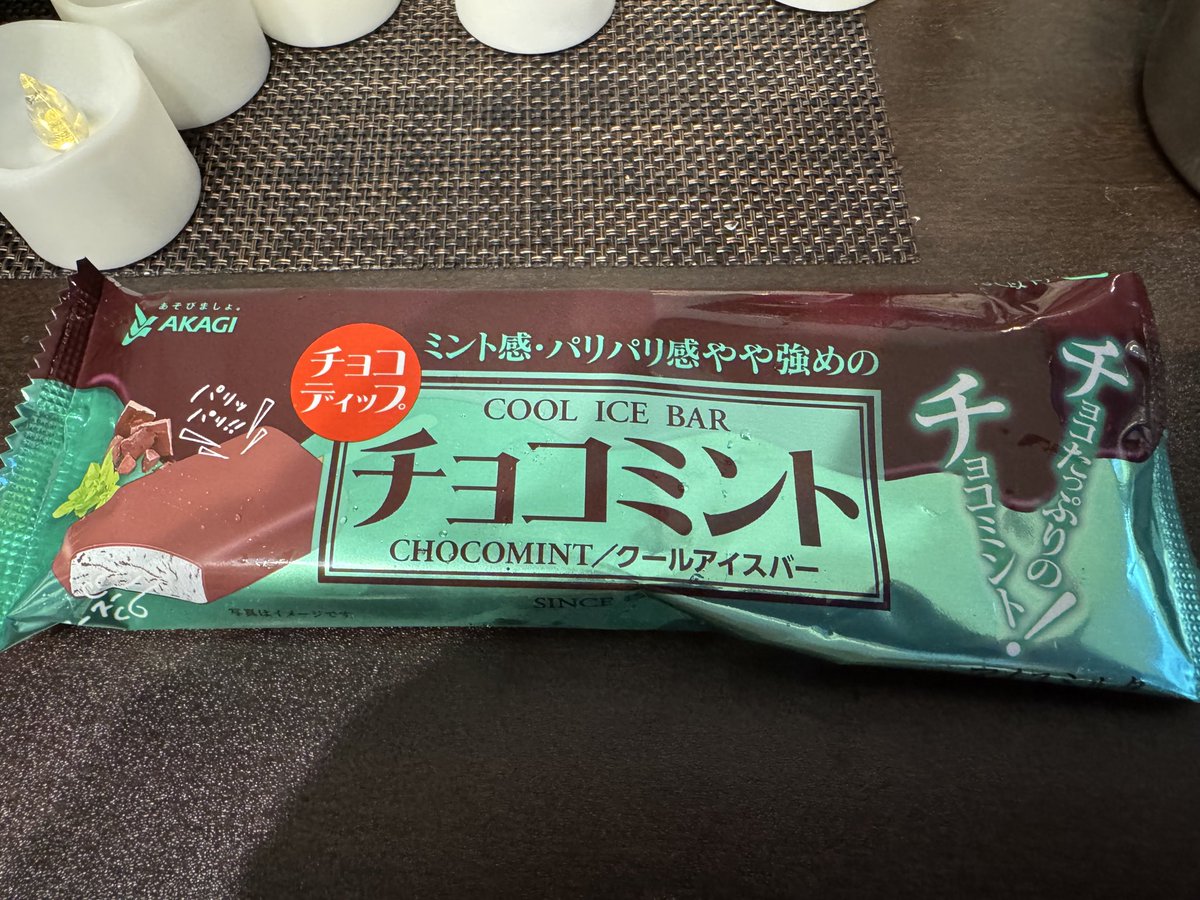 あそびましょ。
AKAGI
チョコ
ディップ
ミント感・パリパリ感やや強めの
COOL ICE BAR
チョコミント
CHOCOMINT/クールアイスバー
SINCE
パリッ
パリ!!
写真はイメージです。
チョコたっぷりの
チョコミント!